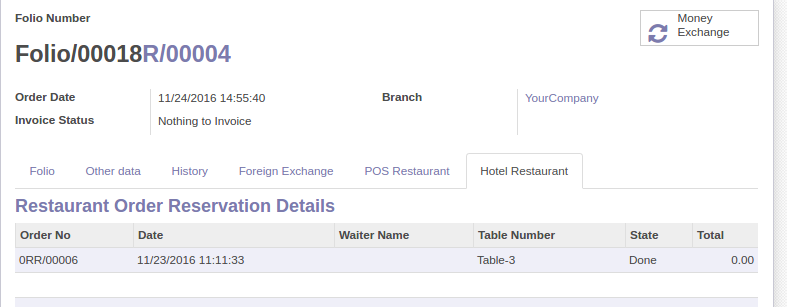 Folio Number
Money
Exchange
Folio/00018R/00004
Order Date 11/24/2016 14:55:40 Branch YourCompany
Invoice Status Nothing to Invoice
Folio Other data History Foreign Exchange POS Restaurant Hotel Restaurant
Restaurant Order Reservation Details
Order No Date Waiter Name Table Number State Total
0RR/00006 11/23/2016 11:11:33 Table-3 Done 0.00